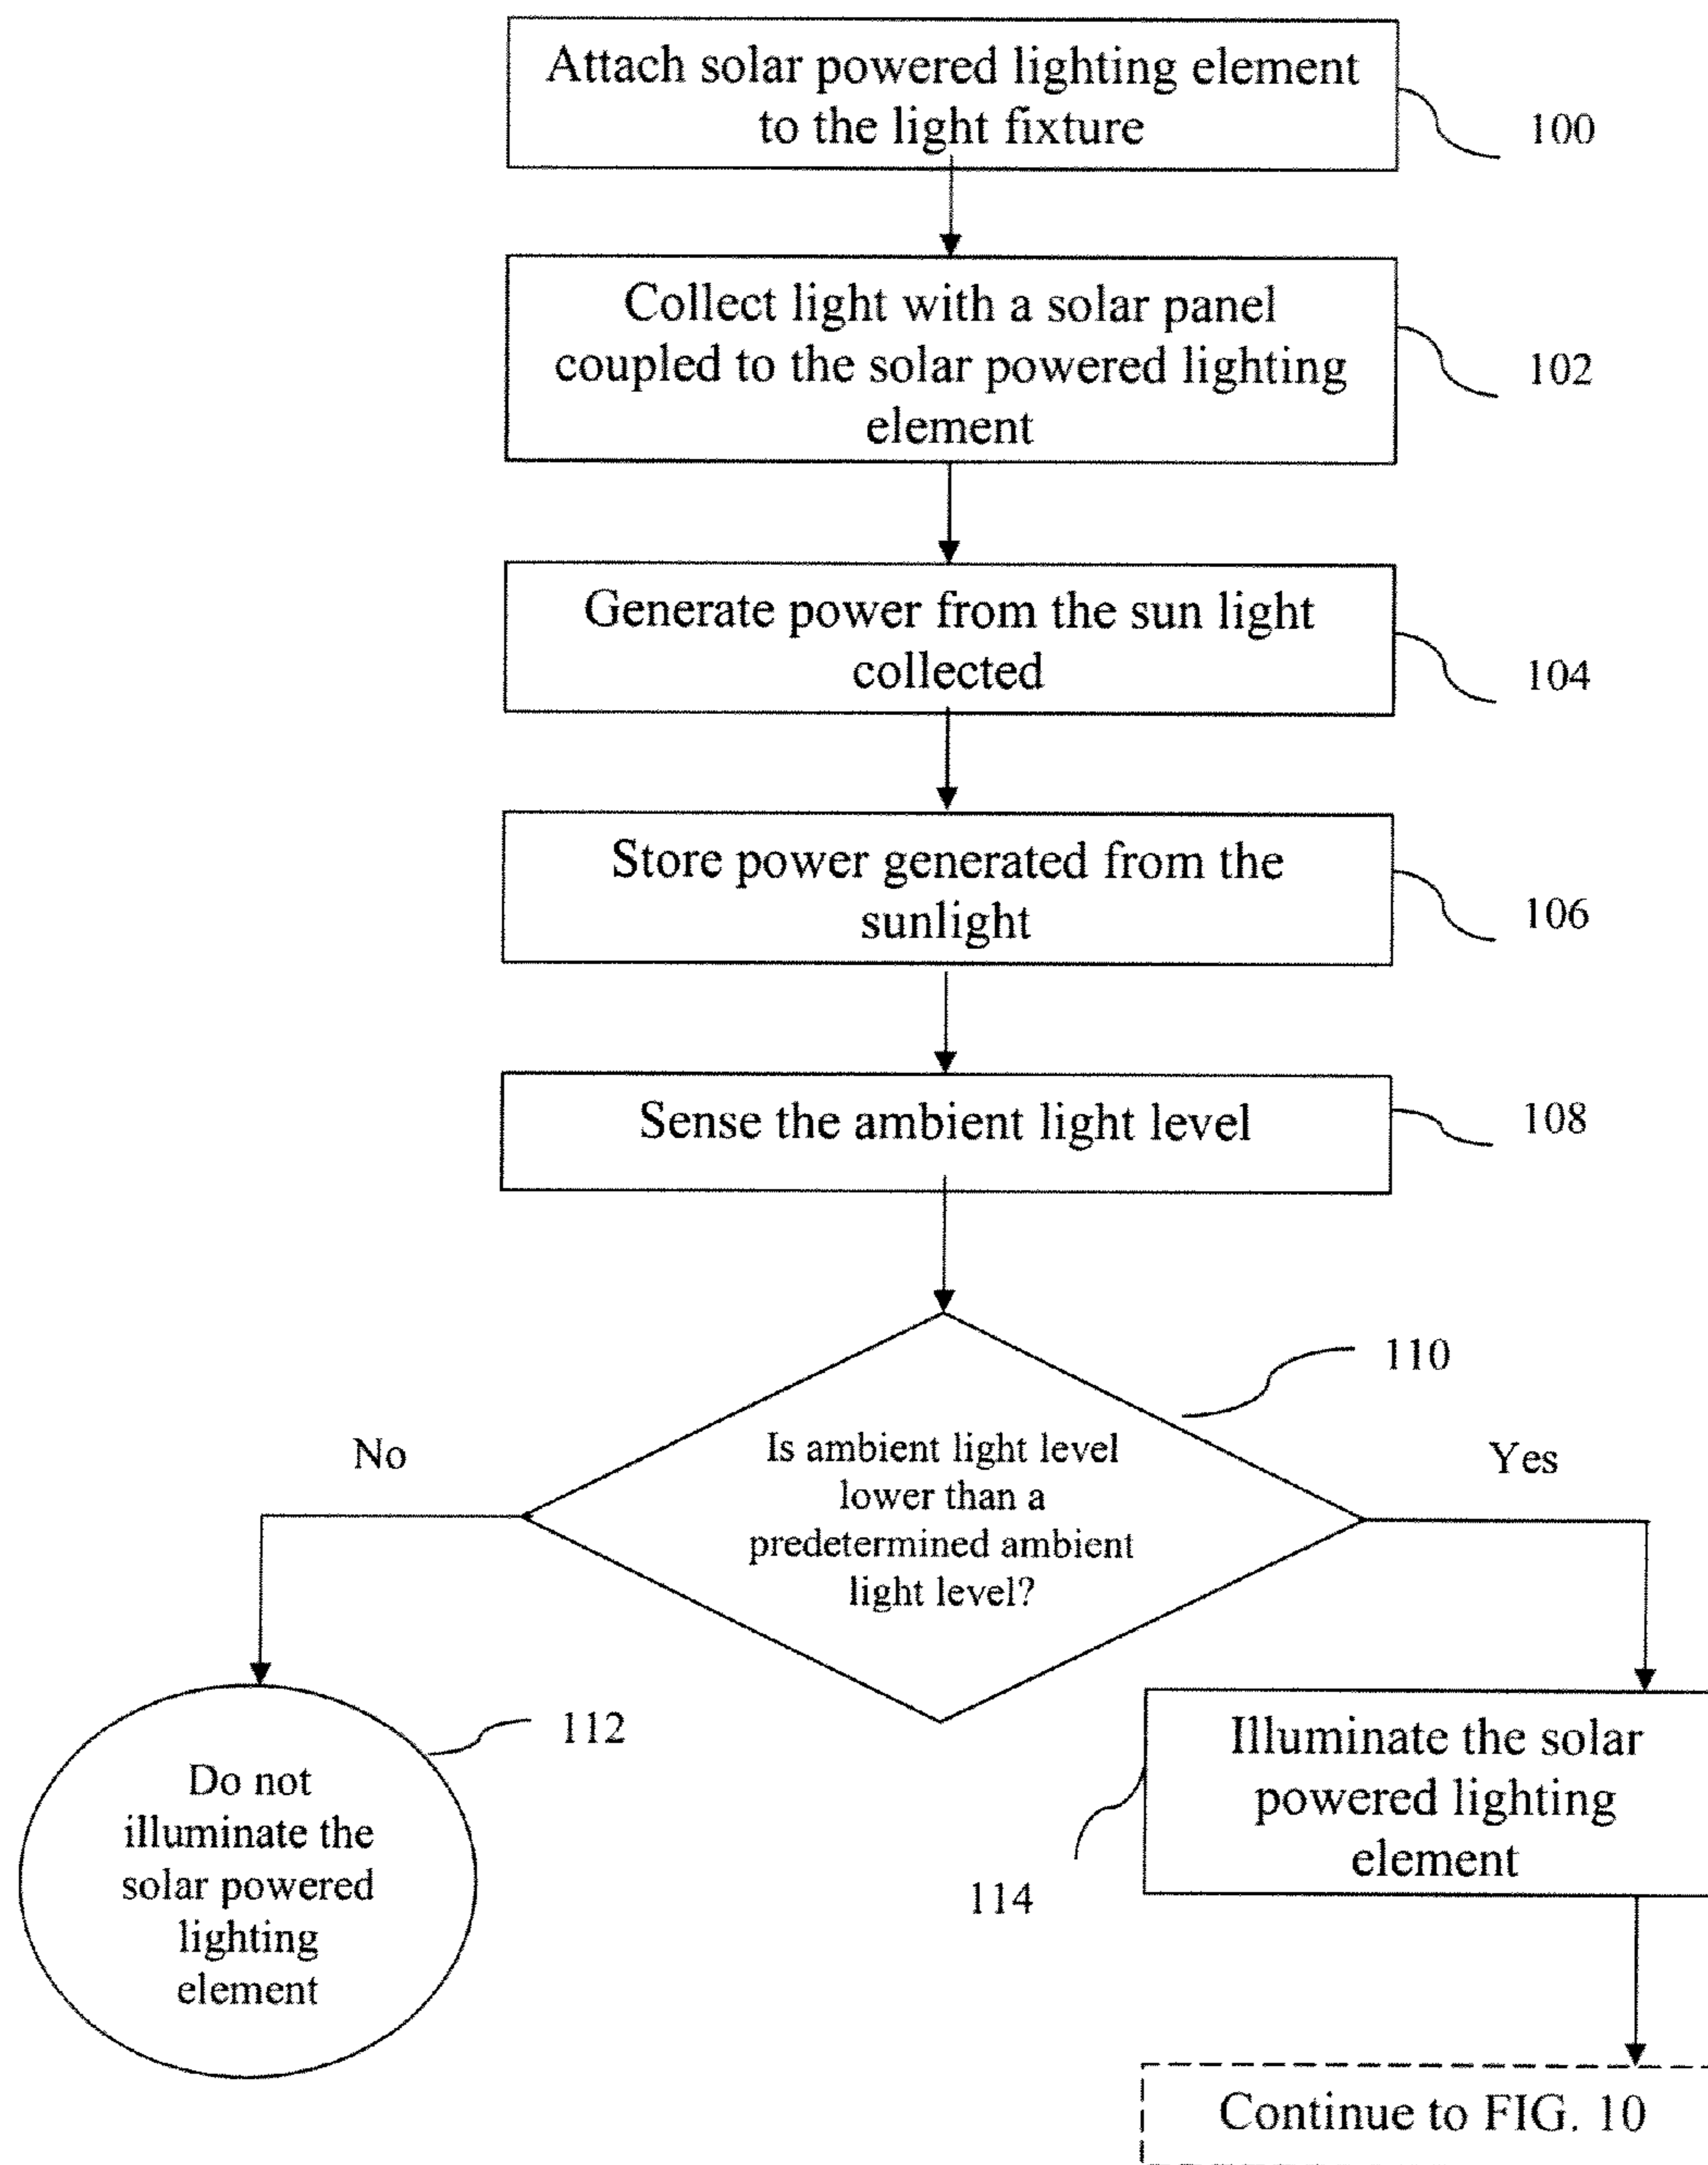 Attach solar powered lighting element
to the light fixture
100
Collect light with a solar panel
coupled to the solar powered lighting
element
102
Generate power from the sun light
collected
104
Store power generated from the
sunlight
106
Sense the ambient light level
108
110
Is ambient light level
lower than a
predetermined ambient
light level?
No
Yes
112
Do not
illuminate the
solar powered
lighting
element
Illuminate the solar
powered lighting
element
114
Continue to FIG. 10